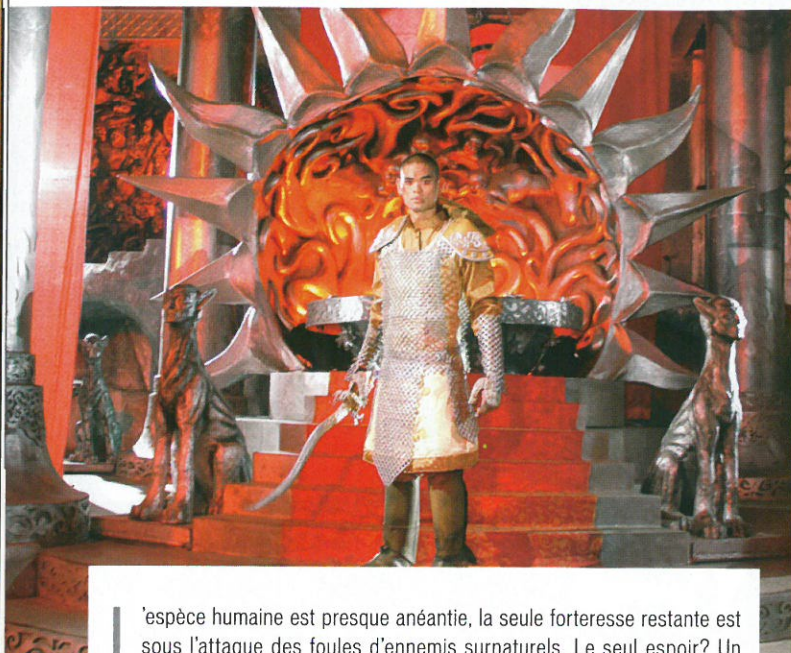 L'espèce humaine est presque anéantie, la seule forteresse restante est
sous l'attaque des foules d'ennemis surnaturels. Le seul espoir? Un